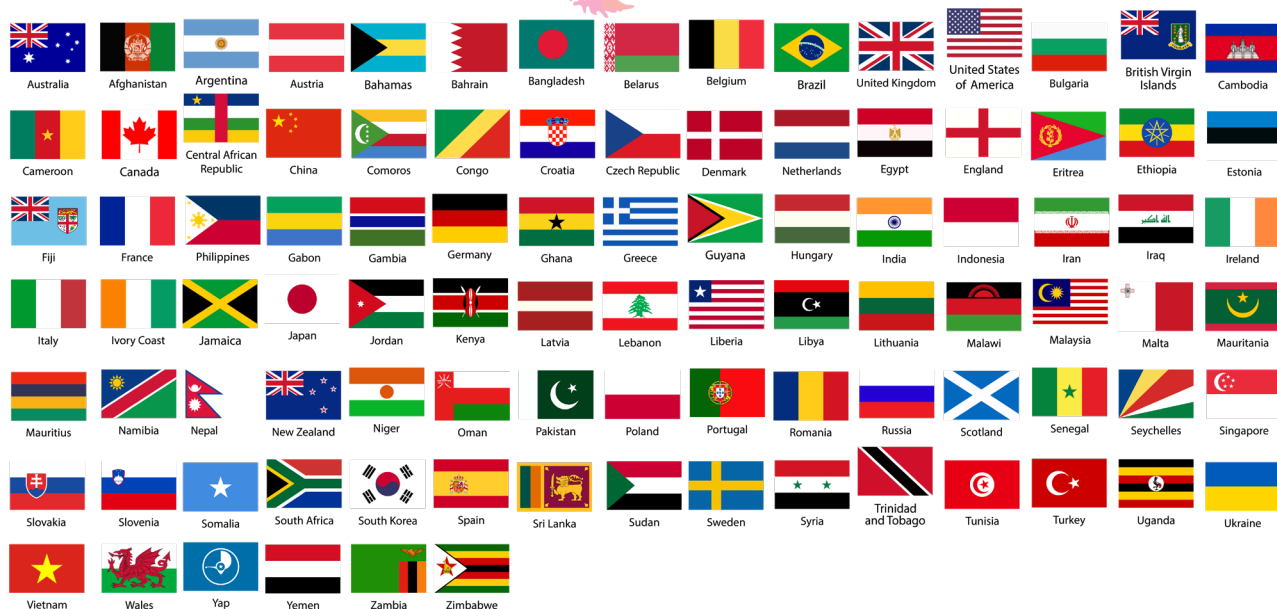 Australia
Afghanistan
Argentina
Austria
Bahamas
Bahrain
Bangladesh
Belarus
Belgium
Brazil
United Kingdom
United States
of America
Bulgaria
British Virgin
Islands
Cambodia
Cameroon
Canada
Central African
Republic
China
Comoros
Congo
Croatia
Czech Republic
Denmark
Netherlands
Egypt
England
Eritrea
Ethiopia
Estonia
Fiji
France
Philippines
Gabon
Gambia
Germany
Ghana
Greece
Guyana
Hungary
India
Indonesia
Iran
الله اكبر
Iraq
Ireland
Italy
Ivory Coast
Jamaica
Japan
Jordan
Kenya
Latvia
Lebanon
Liberia
Libya
Lithuania
Malawi
Malaysia
Malta
Mauritania
Mauritius
Namibia
Nepal
New Zealand
Niger
Oman
Pakistan
Poland
Portugal
Romania
Russia
Scotland
Senegal
Seychelles
Singapore
Slovakia
Slovenia
Somalia
South Africa
South Korea
Spain
Sri Lanka
Sudan
Sweden
Syria
Trinidad
and Tobago
Tunisia
Turkey
Uganda
Ukraine
Vietnam
Wales
Yap
Yemen
Zambia
Zimbabwe